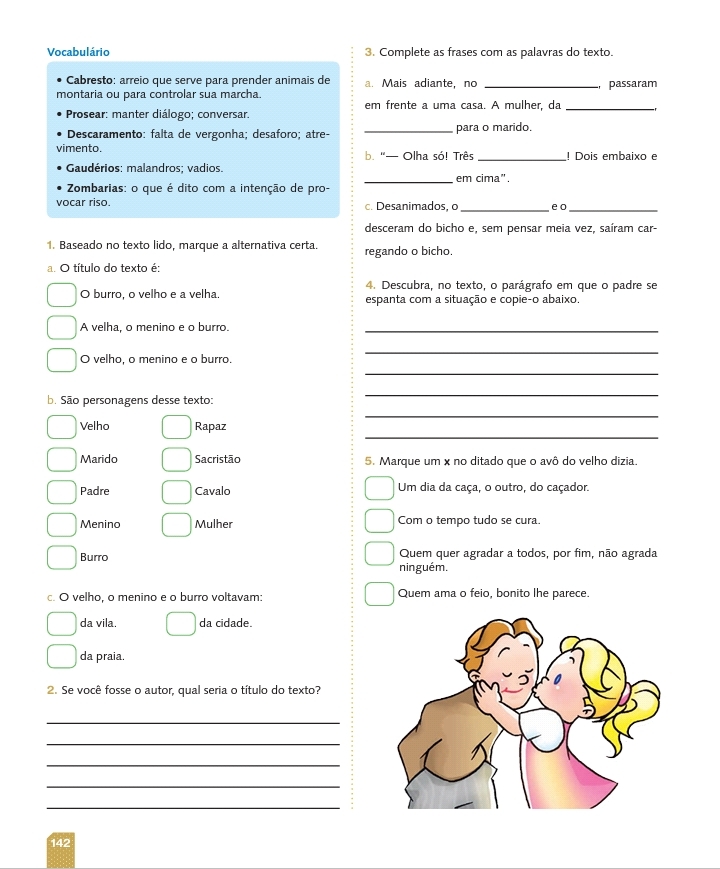 Vocabulário
• Cabresto: arreio que serve para prender animais de
montaria ou para controlar sua marcha.
• Prosear: manter diálogo; conversar.
• Descaramento: falta de vergonha; desaforo; atre-
vimento.
• Gaudérios: malandros; vadios.
• Zombarias: o que é dito com a intenção de pro-
vocar riso.
1. Baseado no texto lido, marque a alternativa certa.
a. O título do texto é:
O burro, o velho e a velha.
A velha, o menino e o burro.
O velho, o menino e o burro.
b. São personagens desse texto:
Velho Rapaz
Marido Sacristão
Padre Cavalo
Menino Mulher
Burro
c. O velho, o menino e o burro voltavam:
da vila. da cidade.
da praia.
2. Se você fosse o autor, qual seria o título do texto?
3. Complete as frases com as palavras do texto.
a. Mais adiante, no ____________, passaram
em frente a uma casa. A mulher, da ____________,
____________ para o marido.
b. “— Olha só! Três ____________! Dois embaixo e
____________ em cima”.
c. Desanimados, o ____________ e o ____________
desceram do bicho e, sem pensar meia vez, saíram car-
regando o bicho.
4. Descubra, no texto, o parágrafo em que o padre se
espanta com a situação e copie-o abaixo.
5. Marque um x no ditado que o avô do velho dizia.
Um dia da caça, o outro, do caçador.
Com o tempo tudo se cura.
Quem quer agradar a todos, por fim, não agrada
ninguém.
Quem ama o feio, bonito lhe parece.
142